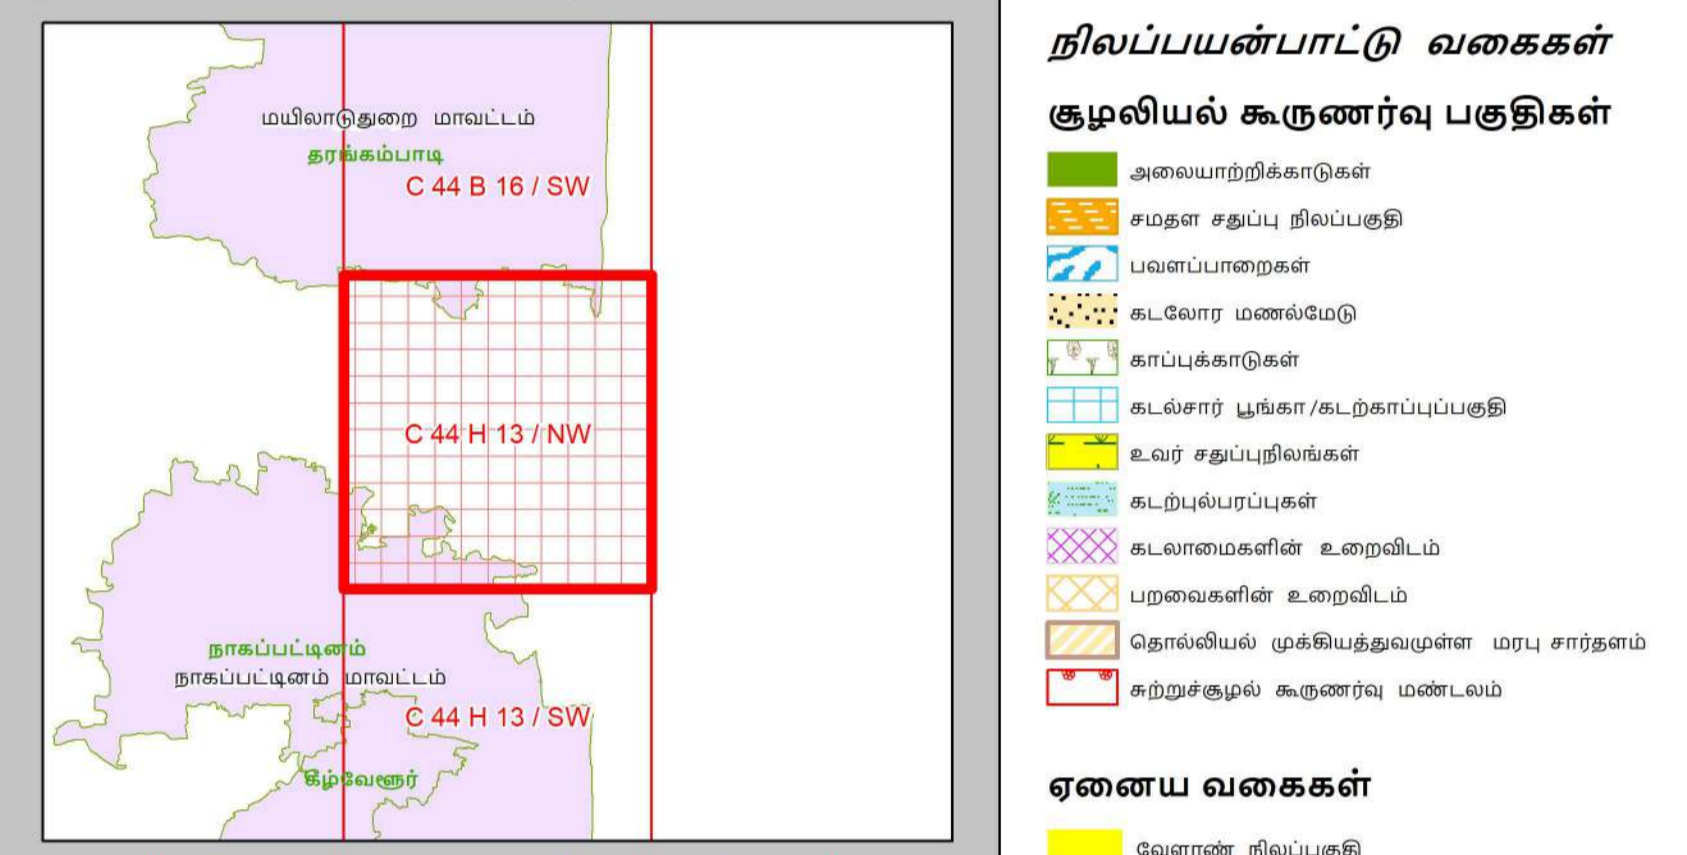 மயிலாடுதுறை மாவட்டம்
தரங்கம்பாடி
C 44 B 16 / SW
C 44 H 13 / NW
நாகப்பட்டினம்
நாகப்பட்டினம் மாவட்டம்
C 44 H 13 / SW
கீழ்வேளூர்
நிலப்பயன்பாட்டு வகைகள்
சூழலியல் கூருணர்வு பகுதிகள்
அலையாற்றிக்காடுகள்
சமதள சதுப்பு நிலப்பகுதி
பவளப்பாறைகள்
கடலோர மணல்மேடு
காப்புக்காடுகள்
கடல்சார் பூங்கா/கடற்காப்புப்பகுதி
உவர் சதுப்புநிலங்கள்
கடற்புல்பரப்புகள்
கடலாமைகளின் உறைவிடம்
பறவைகளின் உறைவிடம்
தொல்லியல் முக்கியத்துவமுள்ள மரபு சார்தளம்
சுற்றுச்சூழல் கூருணர்வு மண்டலம்
ஏனைய வகைகள்
வேளாண் நிலப்பகுதி